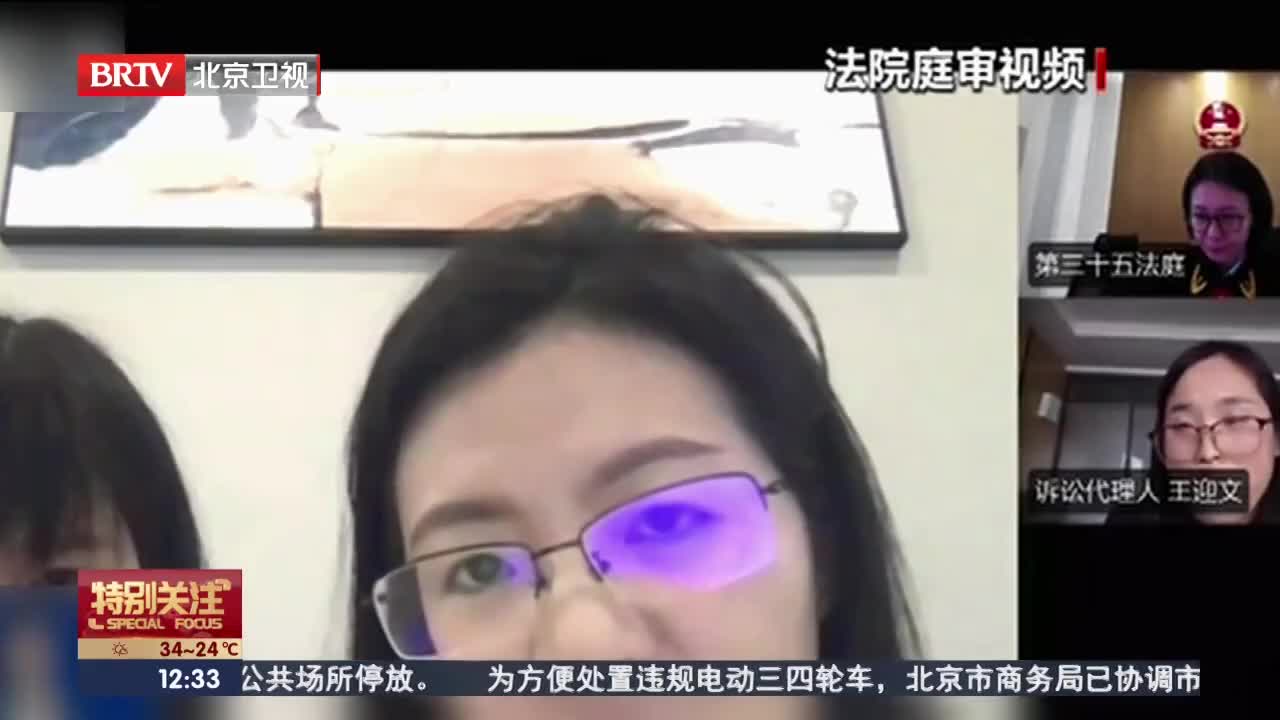 BRTV 北京卫视
法院庭审视频
第三十五法庭
诉讼代理人 王迎文
特别关注
SPECIAL FOCUS
34~24℃
12:33 公共场所停放。 为方便处置违规电动三四轮车，北京市商务局已协调市